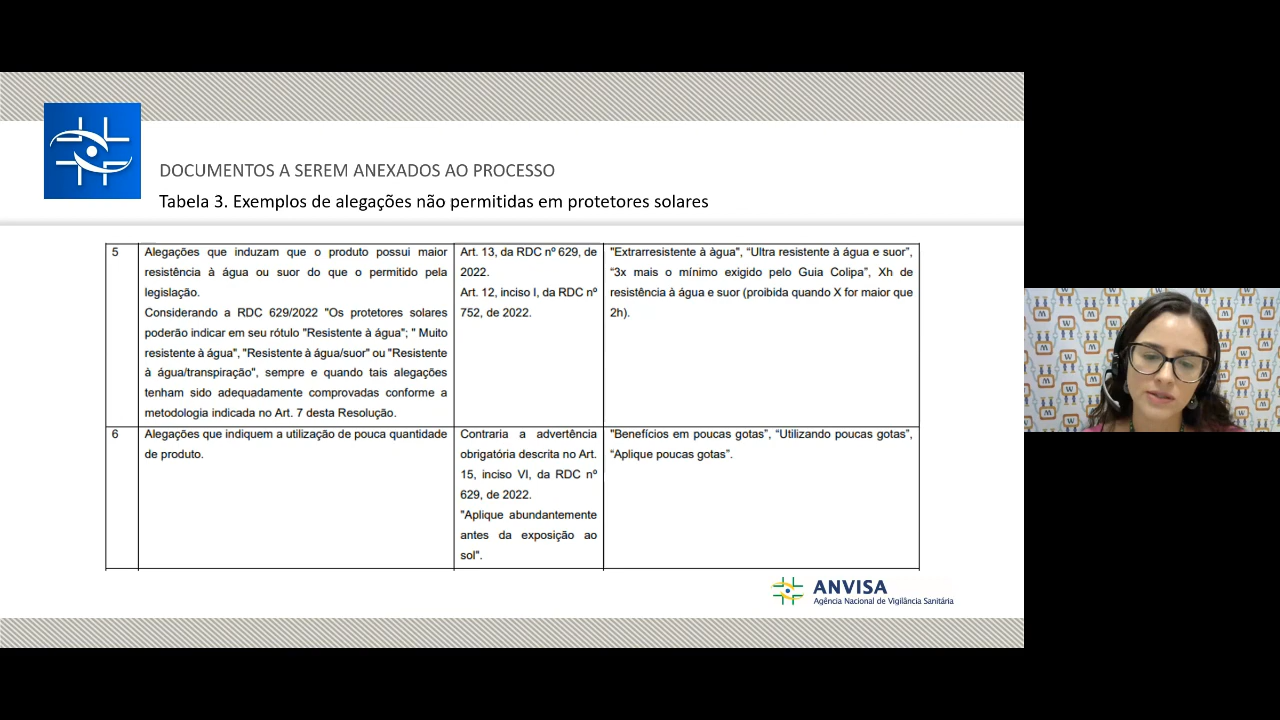 DOCUMENTOS A SEREM ANEXADOS AO PROCESSO
Tabela 3. Exemplos de alegações não permitidas em protetores solares
5
Alegações que induzam que o produto possui maior
resistência à água ou suor do que o permitido pela
legislação.
Considerando a RDC 629/2022 "Os protetores solares
poderão indicar em seu rótulo "Resistente à água"; " Muito
resistente à água", "Resistente à água/suor" ou "Resistente
à água/transpiração", sempre e quando tais alegações
tenham sido adequadamente comprovadas conforme a
metodologia indicada no Art. 7 desta Resolução.
Art. 13, da RDC nº 629, de
2022.
Art. 12, inciso I, da RDC nº
752, de 2022.
"Extrarresistente à àgua", “Ultra resistente à água e suor”,
“3x mais o mínimo exigido pelo Guia Colipa”, Xh de
resistência à água e suor (proibida quando X for maior que
2h).
6
Alegações que indiquem a utilização de pouca quantidade
de produto.
Contraria a advertência
obrigatória descrita no Art.
15, inciso VI, da RDC nº
629, de 2022.
"Aplique abundantemente
antes da exposição ao
sol".
"Benefícios em poucas gotas”, “Utilizando poucas gotas”,
“Aplique poucas gotas”.
ANVISA
Agência Nacional de Vigilância Sanitária